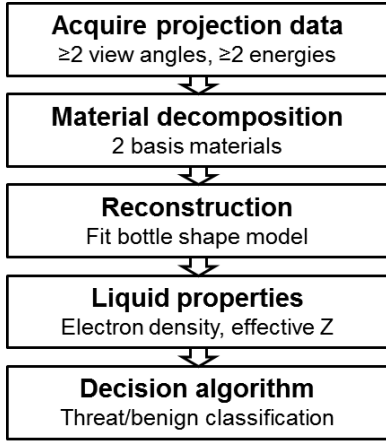 Acquire projection data
≥2 view angles, ≥2 energies
Material decomposition
2 basis materials
Reconstruction
Fit bottle shape model
Liquid properties
Electron density, effective Z
Decision algorithm
Threat/benign classification